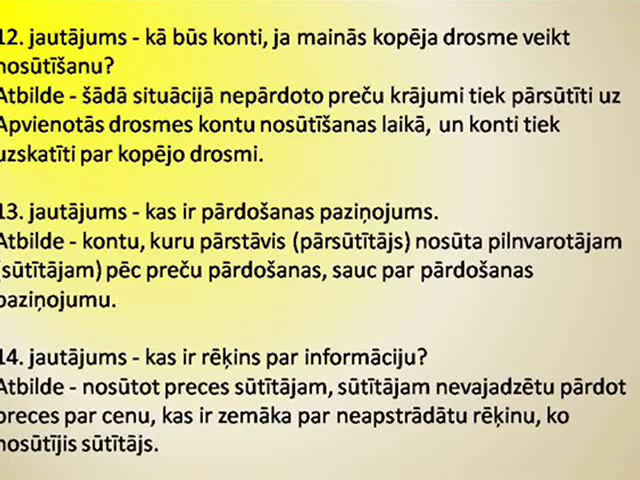 12. jautājums - kā būs konti, ja mainās kopēja drosme veikt
nosūtīšanu?
Atbilde - šādā situācijā nepārdoto preču krājumi tiek pārsūtīti uz
Apvienotās drosmes kontu nosūtīšanas laikā, un konti tiek
uzskatīti par kopējo drosmi.
13. jautājums - kas ir pārdošanas paziņojums.
Atbilde - kontu, kuru pārstāvis (pārsūtītājs) nosūta pilnvarotājam
(sūtītājam) pēc preču pārdošanas, sauc par pārdošanas
paziņojumu.
14. jautājums - kas ir rēķins par informāciju?
Atbilde - nosūtot preces sūtītājam, sūtītājam nevajadzētu pārdot
preces par cenu, kas ir zemāka par neapstrādātu rēķinu, ko
nosūtījis sūtītājs.